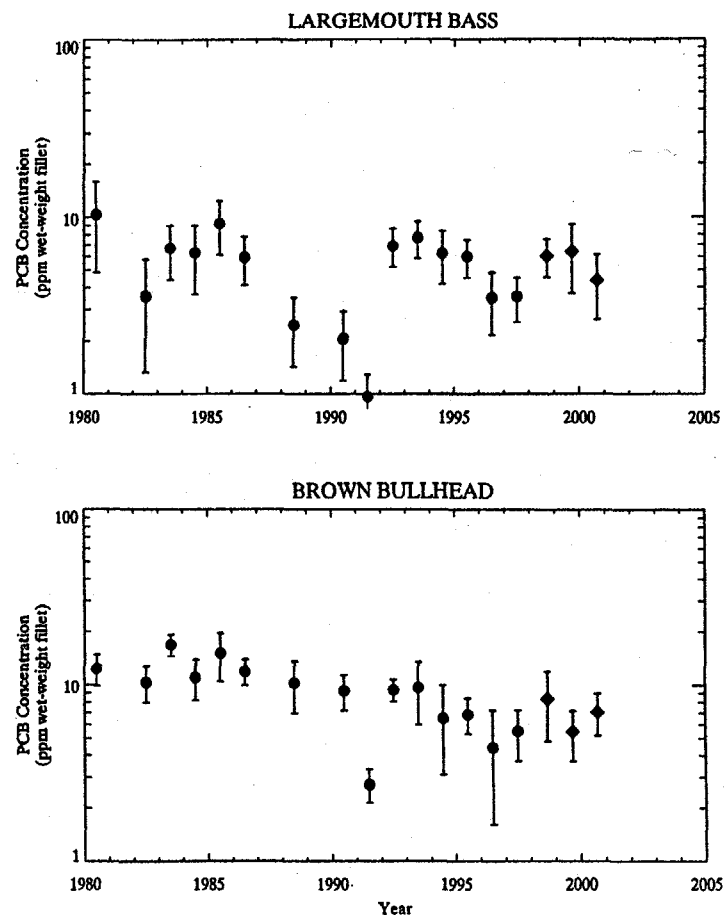 LARGEMOUTH BASS
100
10
1
PCB Concentration
(ppm wet-weight fillet)
1980 1985 1990 1995 2000 2005
BROWN BULLHEAD
100
10
1
PCB Concentration
(ppm wet-weight fillet)
1980 1985 1990 1995 2000 2005
Year